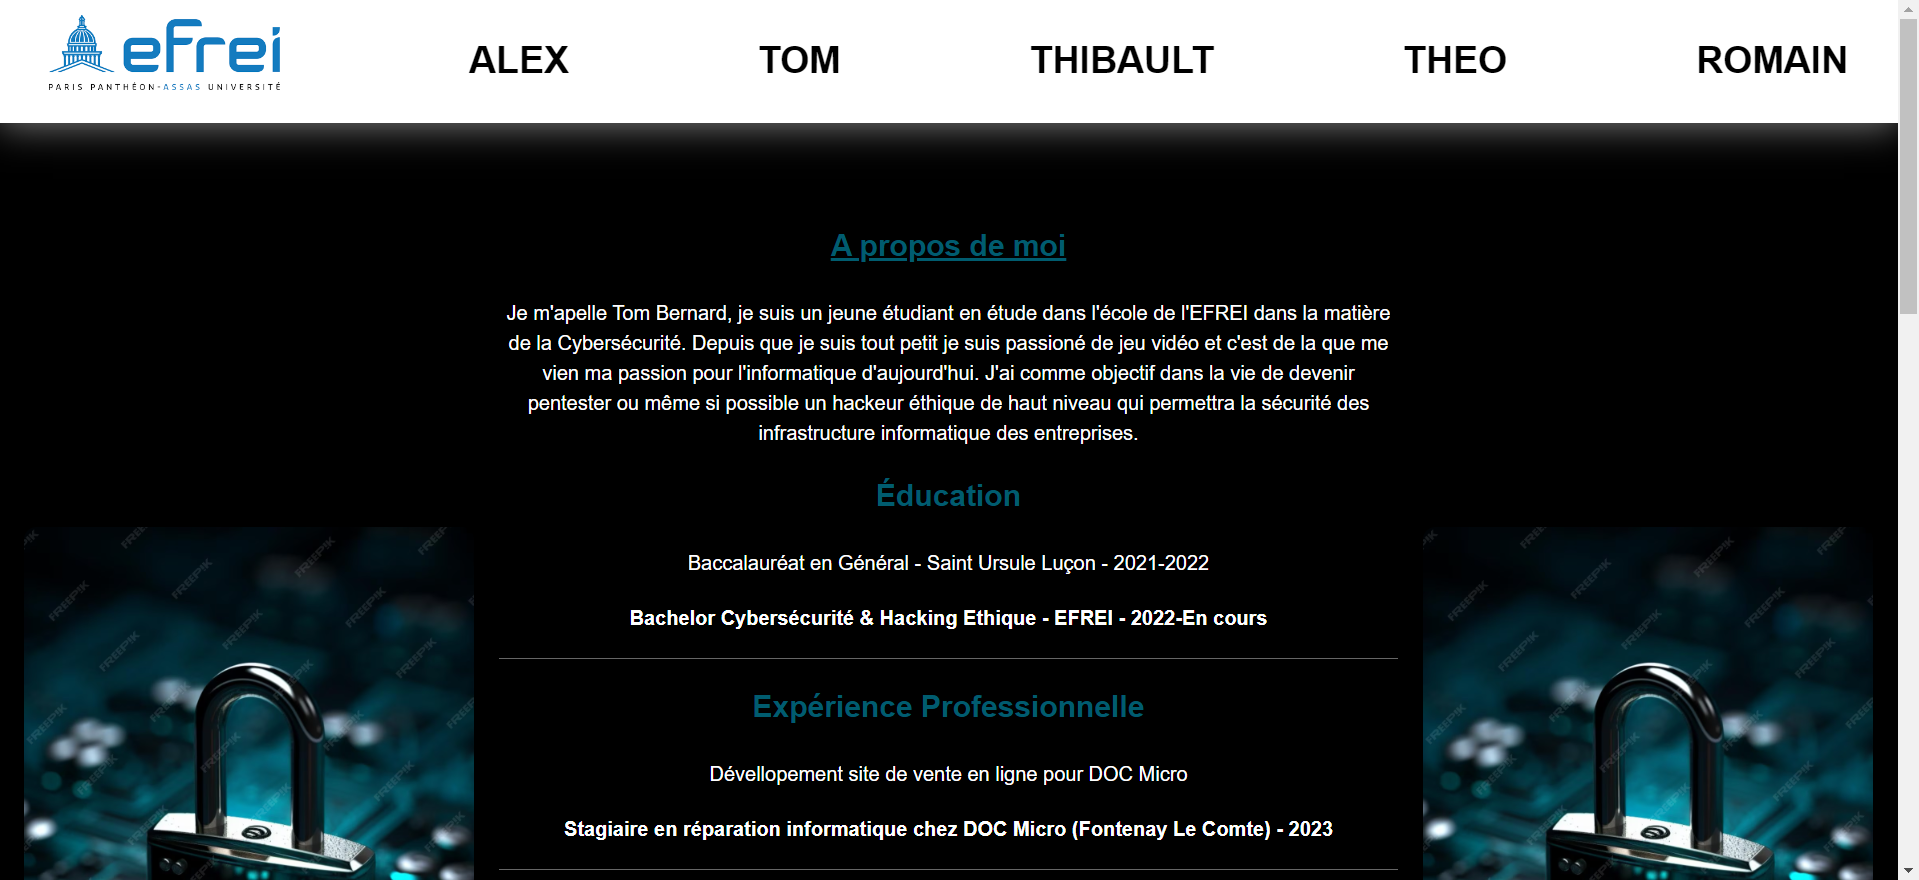 efrei
PARIS PANTHÉON-ASSAS UNIVERSITÉ
ALEX TOM THIBAULT THEO ROMAIN
A propos de moi
Je m'apelle Tom Bernard, je suis un jeune étudiant en étude dans l'école de l'EFREI dans la matière
de la Cybersécurité. Depuis que je suis tout petit je suis passioné de jeu vidéo et c'est de la que me
vien ma passion pour l'informatique d'aujourd'hui. J'ai comme objectif dans la vie de devenir
pentester ou même si possible un hackeur éthique de haut niveau qui permettra la sécurité des
infrastructure informatique des entreprises.
Éducation
Baccalauréat en Général - Saint Ursule Luçon - 2021-2022
Bachelor Cybersécurité & Hacking Ethique - EFREI - 2022-En cours
Expérience Professionnelle
Dévellopement site de vente en ligne pour DOC Micro
Stagiaire en réparation informatique chez DOC Micro (Fontenay Le Comte) - 2023
FREEPIK
FREEPIK